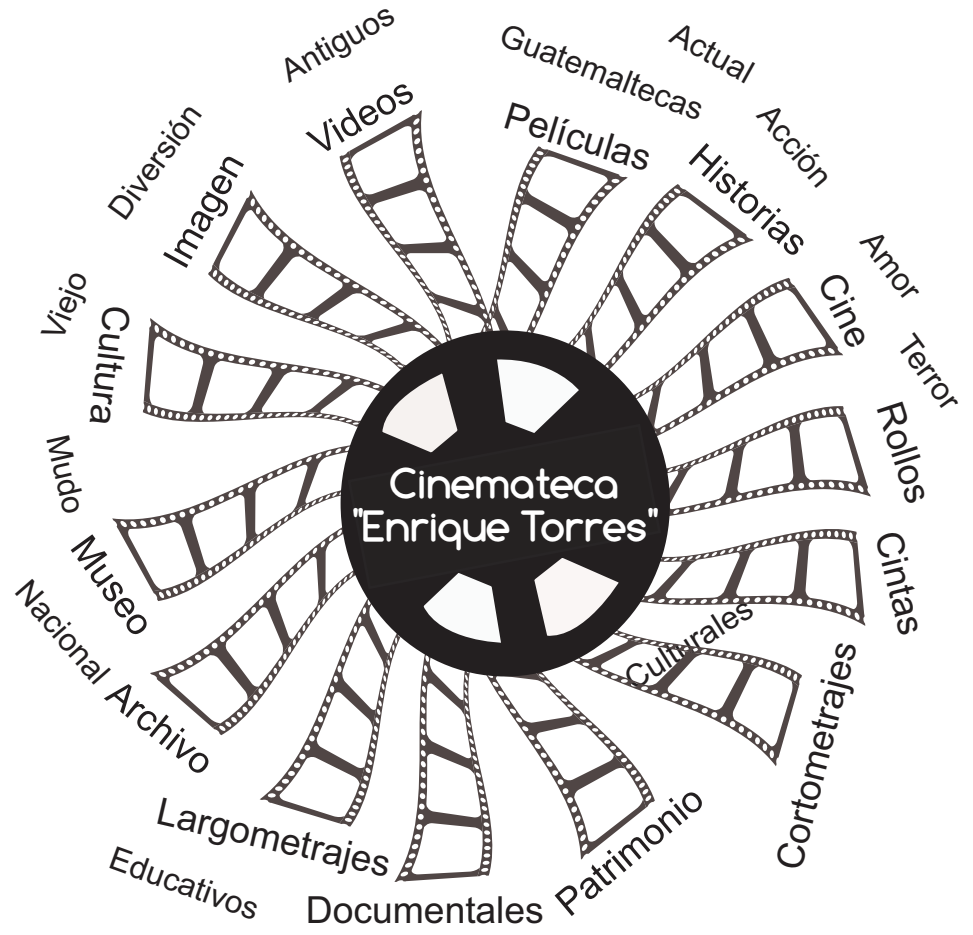 Antiguos
Videos
Guatemaltecas
Películas
Actual
Acción
Historias
Amor
Cine
Terror
Rollos
Cintas
Culturales
Cortometrajes
Patrimonio
Documentales
Educativos
Largometrajes
Nacional
Archivo
Museo
Mudo
Cultura
Viejo
Imagen
Diversión
Cinemateca
"Enrique Torres"